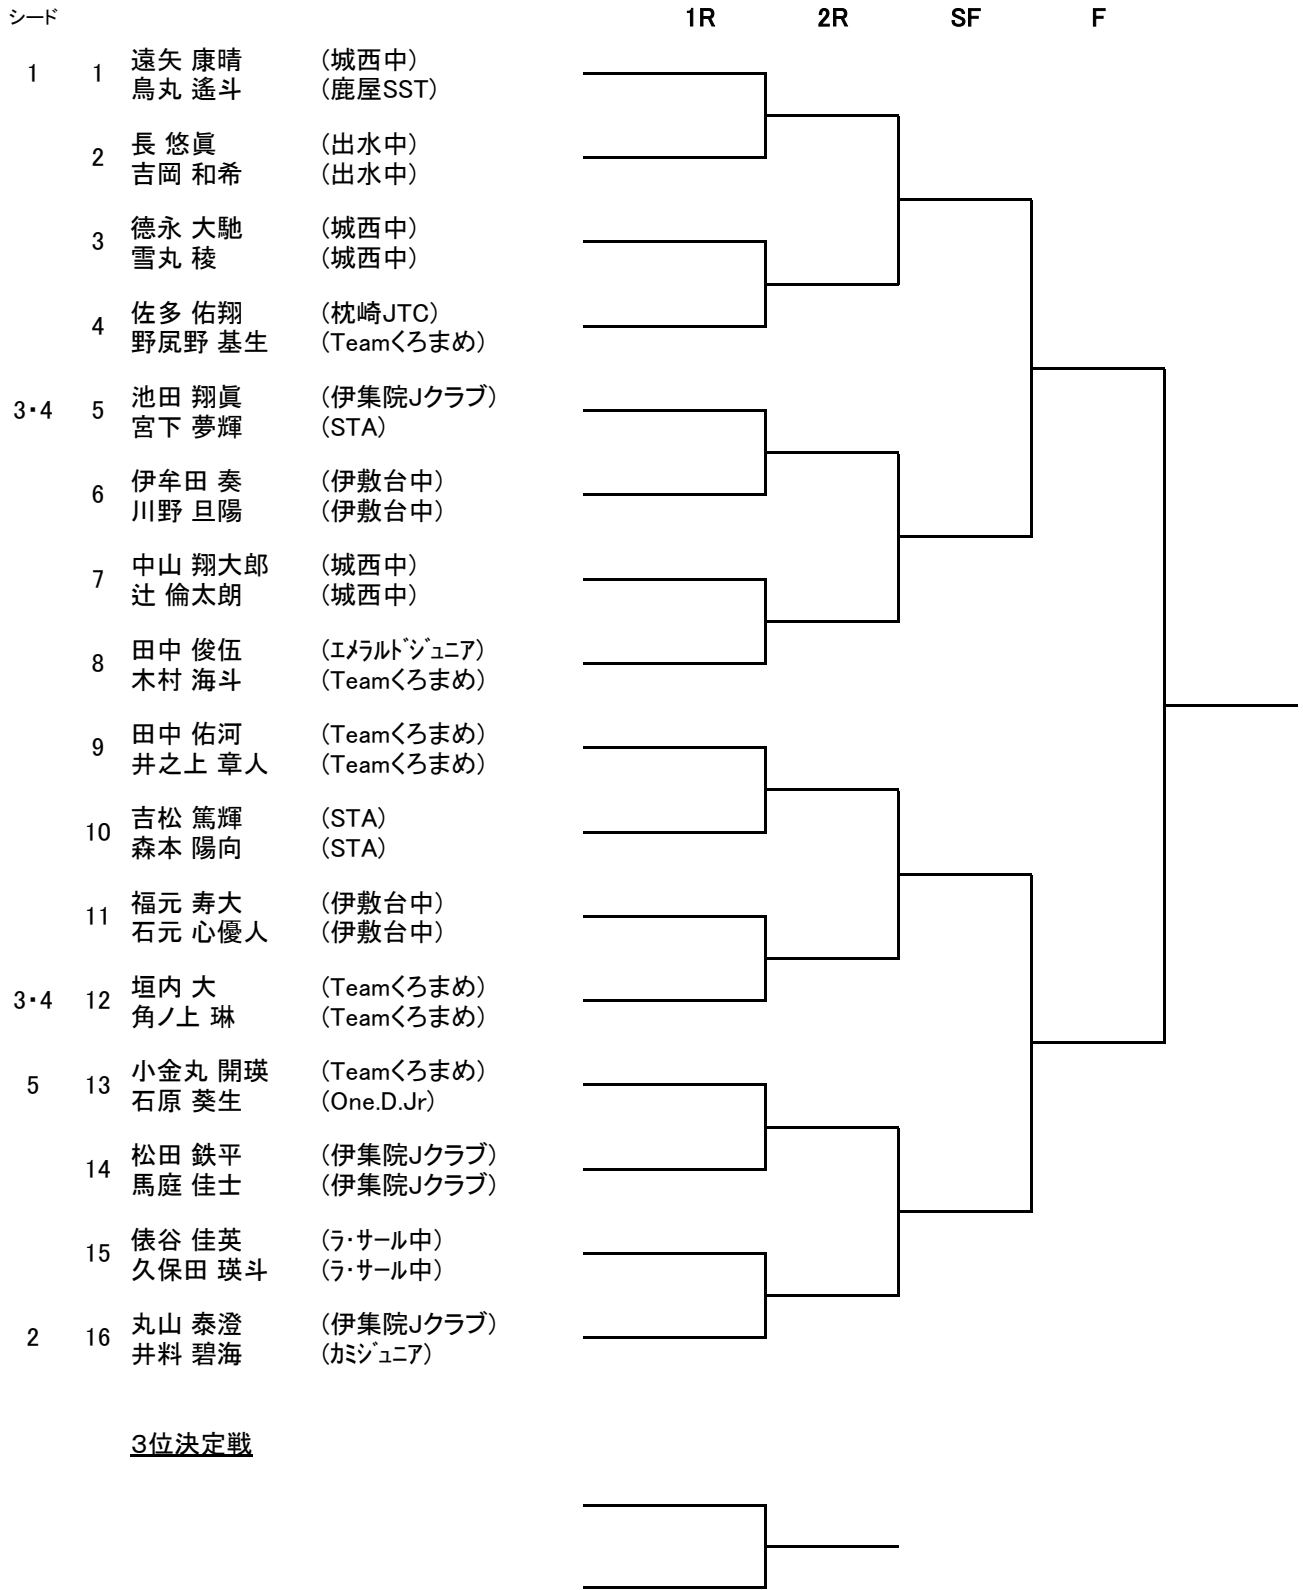 シード 1R 2R SF F
遠矢 康晴 (城西中)
1 1
鳥丸 遙斗 (鹿屋SST)
長 悠眞 (出水中)
2
吉岡 和希 (出水中)
德永 大馳 (城西中)
3
雪丸 稜 (城西中)
佐多 佑翔 (枕崎JTC)
4
野㞍野 基生 (Teamくろまめ)
池田 翔眞 (伊集院Jクラブ)
3・4 5
宮下 夢輝 (STA)
伊牟田 奏 (伊敷台中)
6
川野 旦陽 (伊敷台中)
中山 翔大郎 (城西中)
7
辻 倫太朗 (城西中)
田中 俊伍 (ｴﾒﾗﾙﾄﾞｼﾞｭﾆｱ)
8
木村 海斗 (Teamくろまめ)
田中 佑河 (Teamくろまめ)
9
井之上 章人 (Teamくろまめ)
吉松 篤輝 (STA)
10
森本 陽向 (STA)
福元 寿大 (伊敷台中)
11
石元 心優人 (伊敷台中)
垣内 大 (Teamくろまめ)
3・4 12
角ノ上 琳 (Teamくろまめ)
小金丸 開瑛 (Teamくろまめ)
5 13
石原 葵生 (One.D.Jr)
松田 鉄平 (伊集院Jクラブ)
14
馬庭 佳士 (伊集院Jクラブ)
俵谷 佳英 (ﾗ･ｻｰﾙ中)
15
久保田 瑛斗 (ﾗ･ｻｰﾙ中)
丸山 泰澄 (伊集院Jクラブ)
2 16
井料 碧海 (ｶﾐｼﾞｭﾆｱ)
３位決定戦